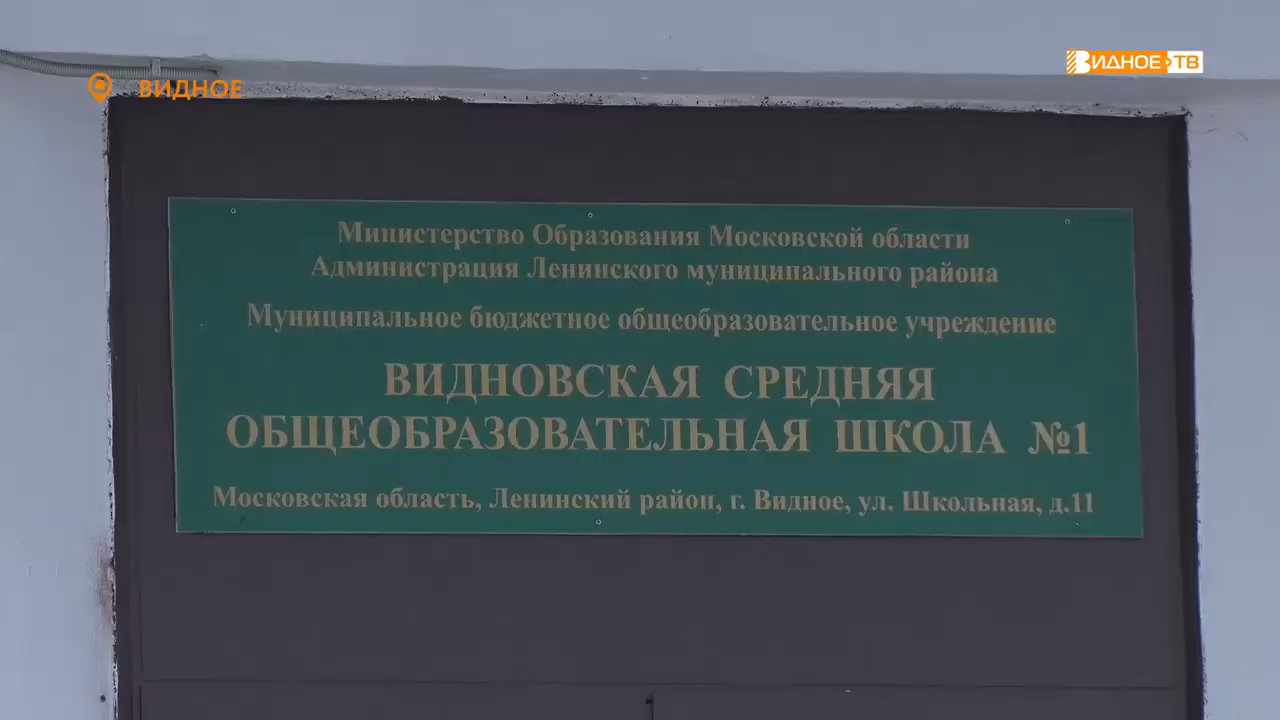 ВИДНОЕ
ВИДНОЕ ТВ
Министерство Образования Московской области
Администрация Ленинского муниципального района
Муниципальное бюджетное общеобразовательное учреждение
ВИДНОВСКАЯ СРЕДНЯЯ
ОБЩЕОБРАЗОВАТЕЛЬНАЯ ШКОЛА №1
Московская область, Ленинский район, г. Видное, ул. Школьная, д.11